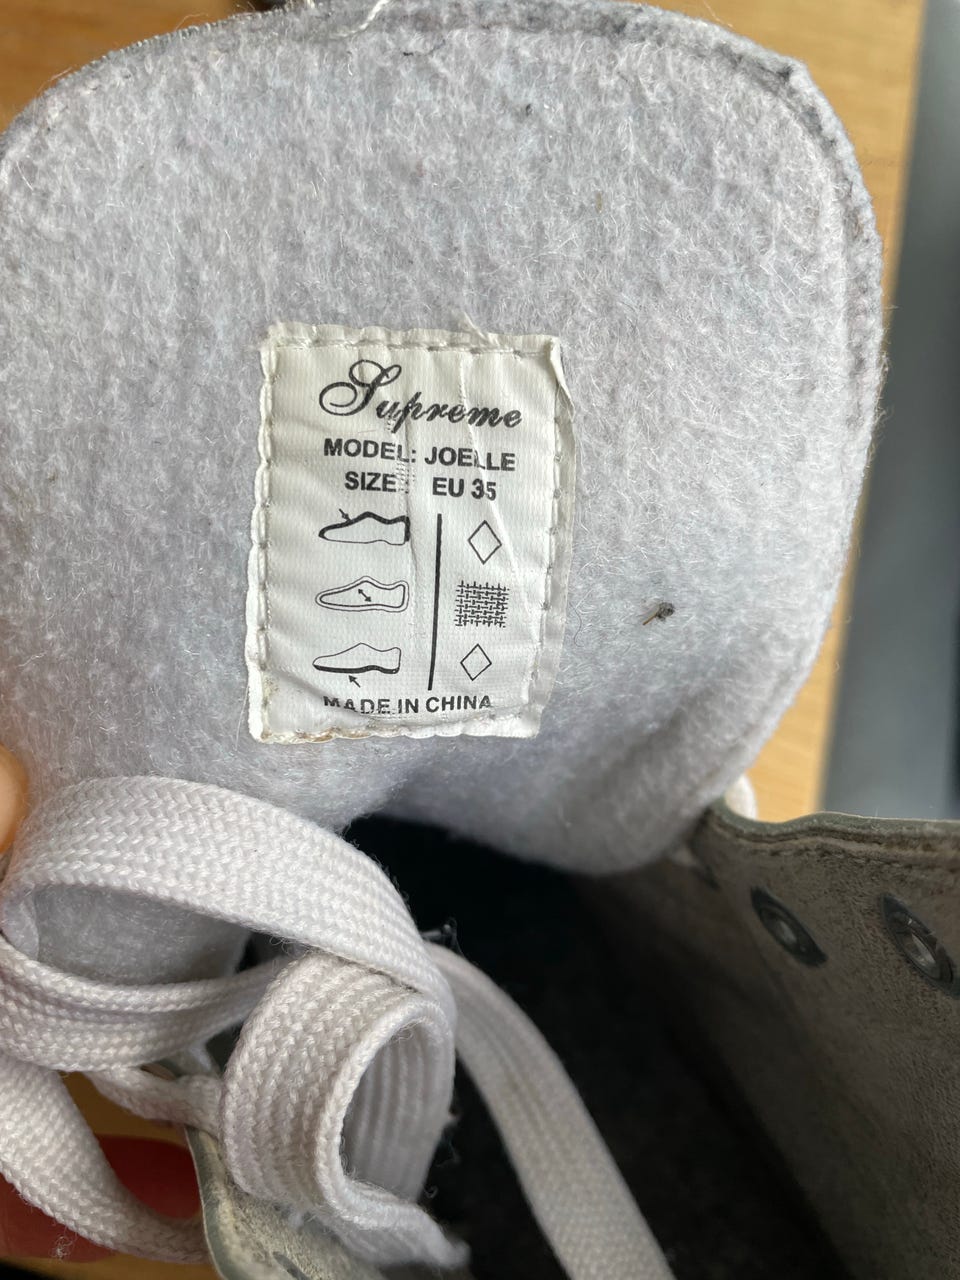 Supreme
MODEL: JOELLE
SIZE: EU 35
MADE IN CHINA